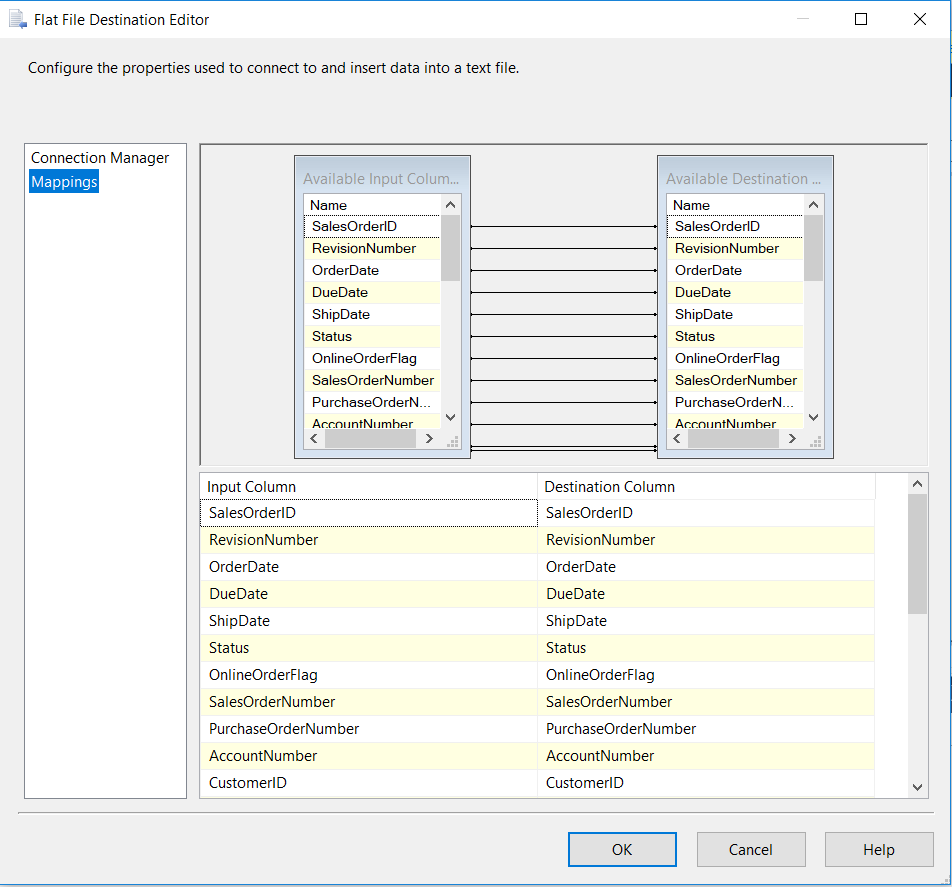 Flat File Destination Editor
Configure the properties used to connect to and insert data into a text file.
Connection Manager
Mappings
Available Input Colum...
Name
SalesOrderID
RevisionNumber
OrderDate
DueDate
ShipDate
Status
OnlineOrderFlag
SalesOrderNumber
PurchaseOrderN...
AccountNumber
Available Destination ...
Name
SalesOrderID
RevisionNumber
OrderDate
DueDate
ShipDate
Status
OnlineOrderFlag
SalesOrderNumber
PurchaseOrderN...
AccountNumber
Input Column Destination Column
SalesOrderID SalesOrderID
RevisionNumber RevisionNumber
OrderDate OrderDate
DueDate DueDate
ShipDate ShipDate
Status Status
OnlineOrderFlag OnlineOrderFlag
SalesOrderNumber SalesOrderNumber
PurchaseOrderNumber PurchaseOrderNumber
AccountNumber AccountNumber
CustomerID CustomerID
OK Cancel Help